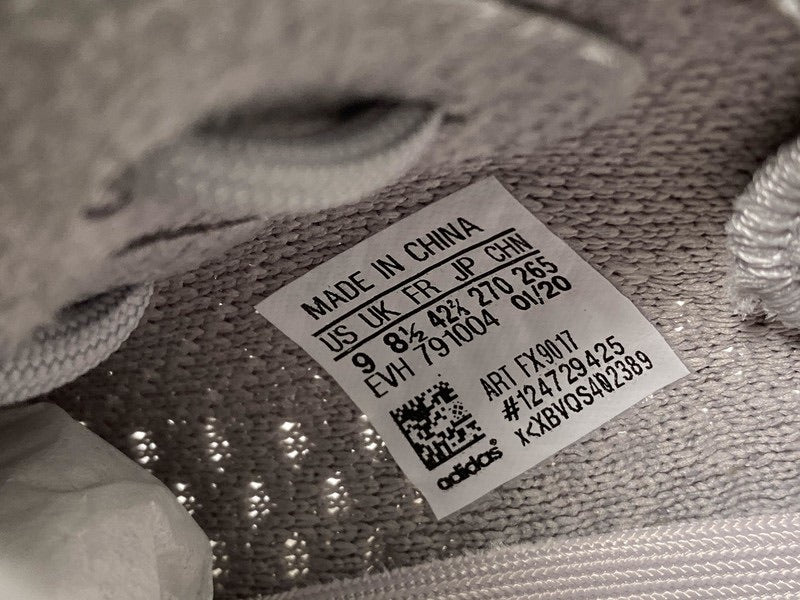 MADE IN CHINA
US UK FR JP CHN
9 8½ 42⅔ 270 265
EVH 791004 01/20
ART FX9017
#124729425
X<XBVQS402389
adidas®